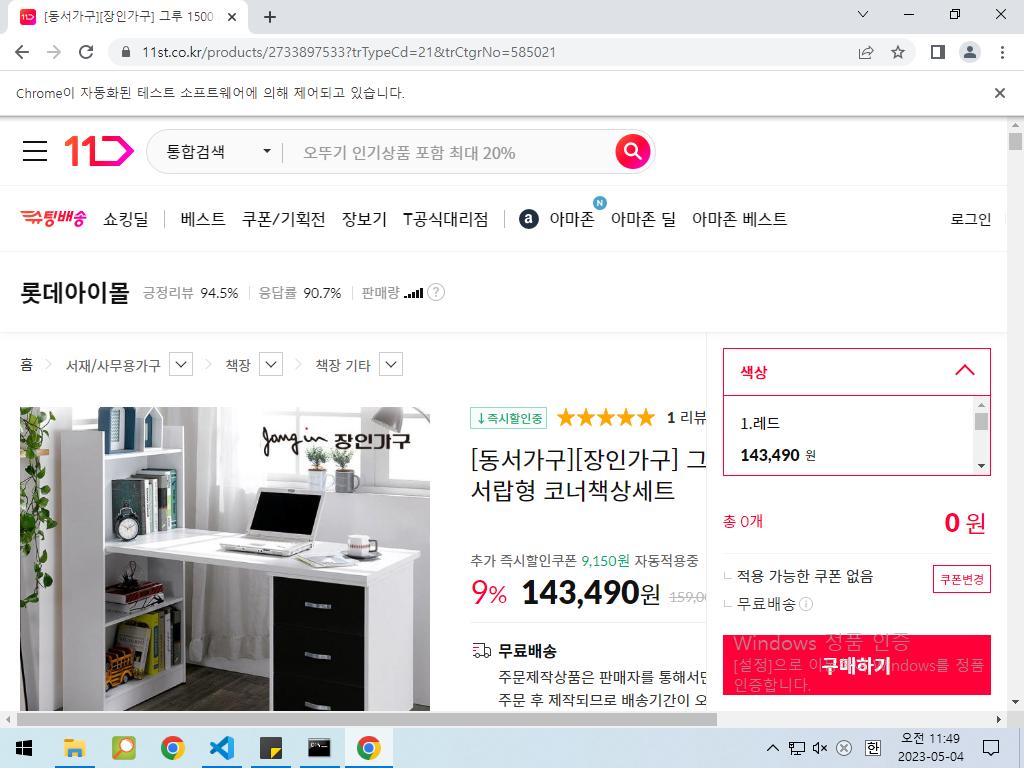 [동서가구][장인가구] 그루 1500
11st.co.kr/products/2733897533?trTypeCd=21&trCtgrNo=585021
Chrome이 자동화된 테스트 소프트웨어에 의해 제어되고 있습니다.
통합검색 오뚜기 인기상품 포함 최대 20%
슈팅배송 쇼킹딜 베스트 쿠폰/기획전 장보기 T공식대리점 a 아마존 N 아마존 딜 아마존 베스트 로그인
롯데아이몰 긍정리뷰 94.5% 응답률 90.7% 판매량 ?
홈 서재/사무용가구 책장 책장 기타
색상
1.레드
143,490 원
Jang in 장인가구
↓즉시할인중 1 리뷰
[동서가구][장인가구] 그
서랍형 코너책상세트
총 0개 0 원
추가 즉시할인쿠폰 9,150원 자동적용중
9% 143,490원 159,00
적용 가능한 쿠폰 없음 쿠폰변경
무료배송
무료배송
주문제작상품은 판매자를 통해서만
주문 후 제작되므로 배송기간이 오
구매하기
Windows 정품 인증
[설정]으로 이 Windows를 정품
인증합니다.
한
오전 11:49
2023-05-04